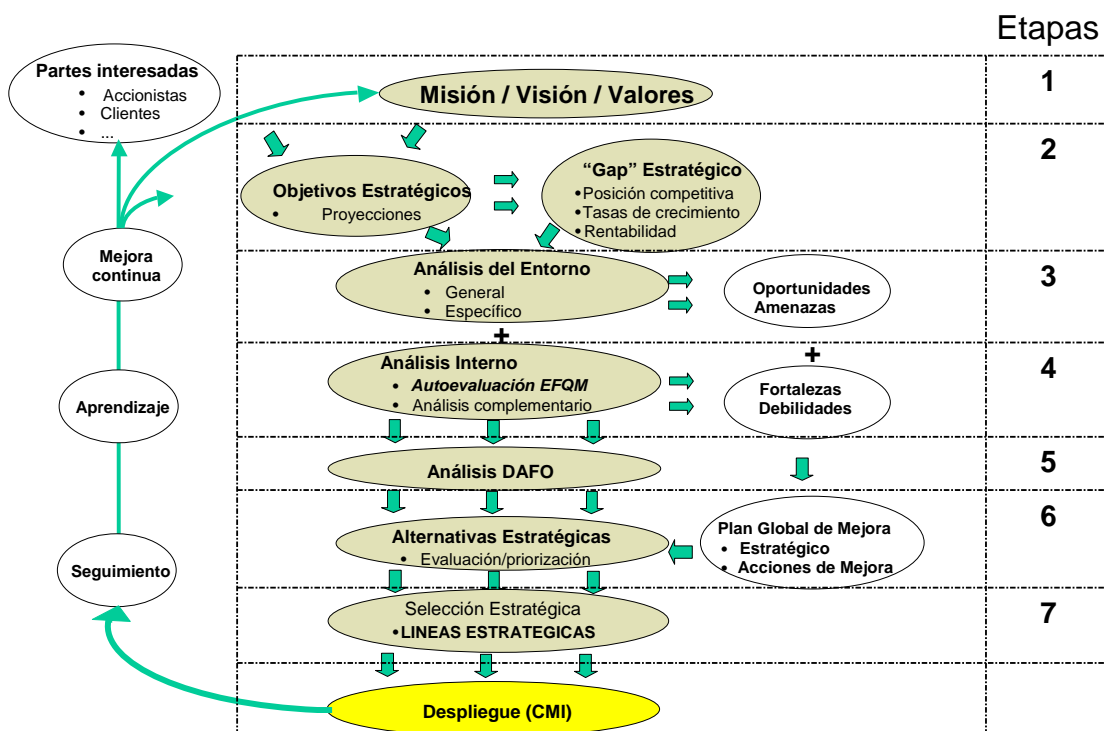 Etapas
Partes interesadas
• Accionistas
• Clientes
• ...
Misión / Visión / Valores
1
Objetivos Estratégicos
• Proyecciones
“Gap” Estratégico
•Posición competitiva
•Tasas de crecimiento
•Rentabilidad
2
Mejora
continua
Análisis del Entorno
• General
• Específico
Oportunidades
Amenazas
3
+
+
Análisis Interno
• Autoevaluación EFQM
• Análisis complementario
Fortalezas
Debilidades
4
Aprendizaje
Análisis DAFO
5
Alternativas Estratégicas
• Evaluación/priorización
Plan Global de Mejora
• Estratégico
• Acciones de Mejora
6
Seguimiento
Selección Estratégica
•LINEAS ESTRATEGICAS
7
Despliegue (CMI)